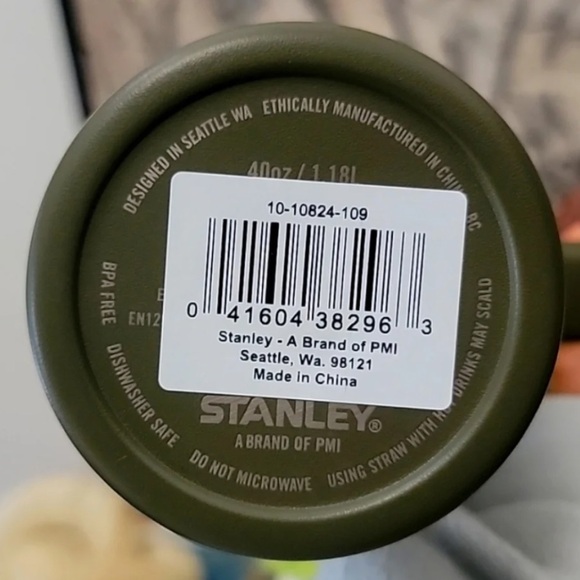 DESIGNED IN SEATTLE WA
ETHICALLY MANUFACTURED IN
40oz / 1.18L
10-10824-109
0 41604 38296 3
Stanley - A Brand of PMI
Seattle, Wa. 98121
Made in China
BPA FREE
DISHWASHER SAFE
DO NOT MICROWAVE
USING STRAW WITH
DRINKS MAY SCALD
STANLEY®
A BRAND OF PMI